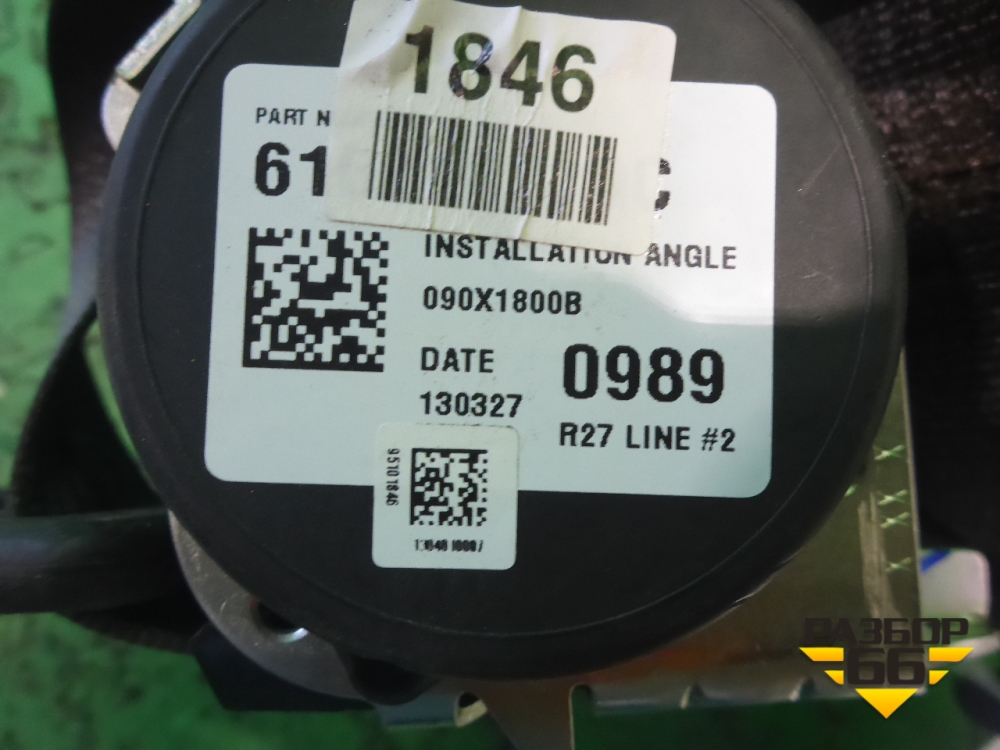 1846
PART N
61
C
INSTALLATION ANGLE
090X1800B
DATE
0989
130327
R27 LINE #2
95101846
РАЗБОР
66